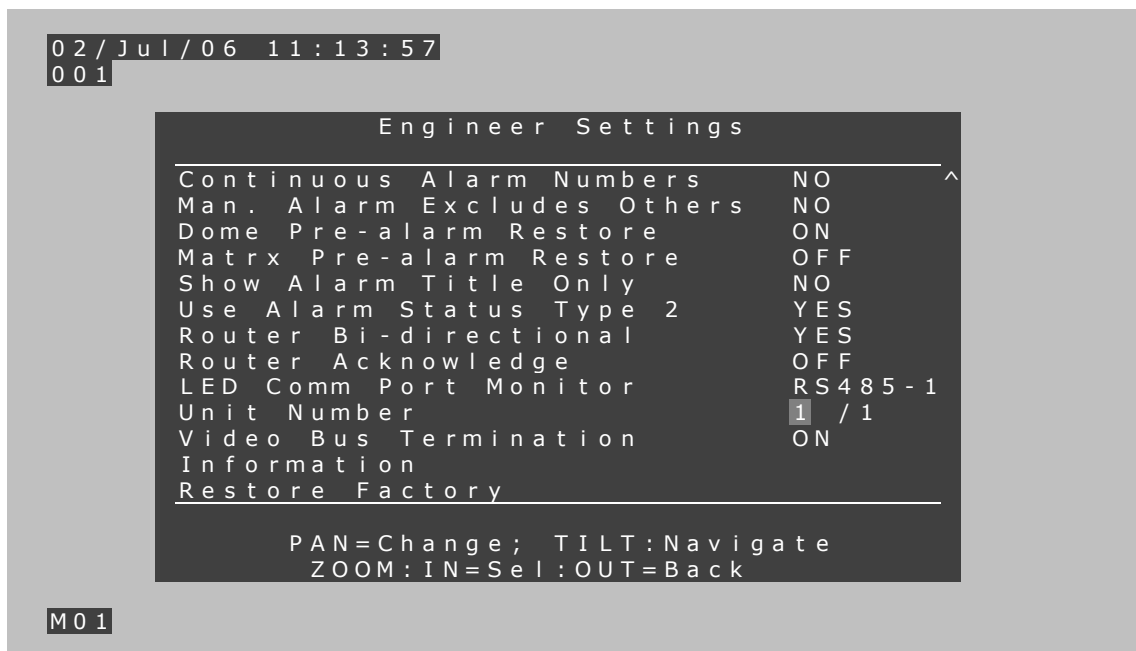 02/Jul/06 11:13:57
001
Engineer Settings
Continuous Alarm Numbers NO ^
Man. Alarm Excludes Others NO
Dome Pre-alarm Restore ON
Matrx Pre-alarm Restore OFF
Show Alarm Title Only NO
Use Alarm Status Type 2 YES
Router Bi-directional YES
Router Acknowledge OFF
LED Comm Port Monitor RS485-1
Unit Number 1 /1
Video Bus Termination ON
Information
Restore Factory
PAN=Change; TILT:Navigate
ZOOM:IN=Sel:OUT=Back
M01